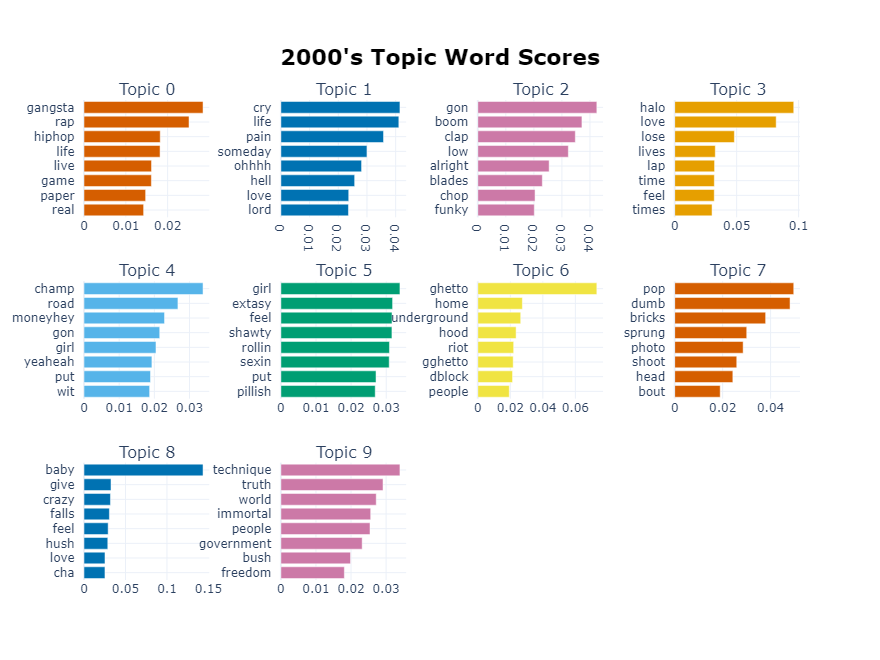 2000's Topic Word Scores
Topic 0
gangsta
rap
hiphop
life
live
game
paper
real
0 0.01 0.02
Topic 1
cry
life
pain
someday
ohhhh
hell
love
lord
0 0.01 0.02 0.03 0.04
Topic 2
gon
boom
clap
low
alright
blades
chop
funky
0 0.01 0.02 0.03 0.04
Topic 3
halo
love
lose
lives
lap
time
feel
times
0 0.05 0.1
Topic 4
champ
road
moneyhey
gon
girl
yeaheah
put
wit
0 0.01 0.02 0.03
Topic 5
girl
extasy
feel
shawty
rollin
sexin
put
pillish
0 0.01 0.02 0.03
Topic 6
ghetto
home
underground
hood
riot
gghetto
dblock
people
0 0.02 0.04 0.06
Topic 7
pop
dumb
bricks
sprung
photo
shoot
head
bout
0 0.02 0.04
Topic 8
baby
give
crazy
falls
feel
hush
love
cha
0 0.05 0.1 0.15
Topic 9
technique
truth
world
immortal
people
government
bush
freedom
0 0.01 0.02 0.03